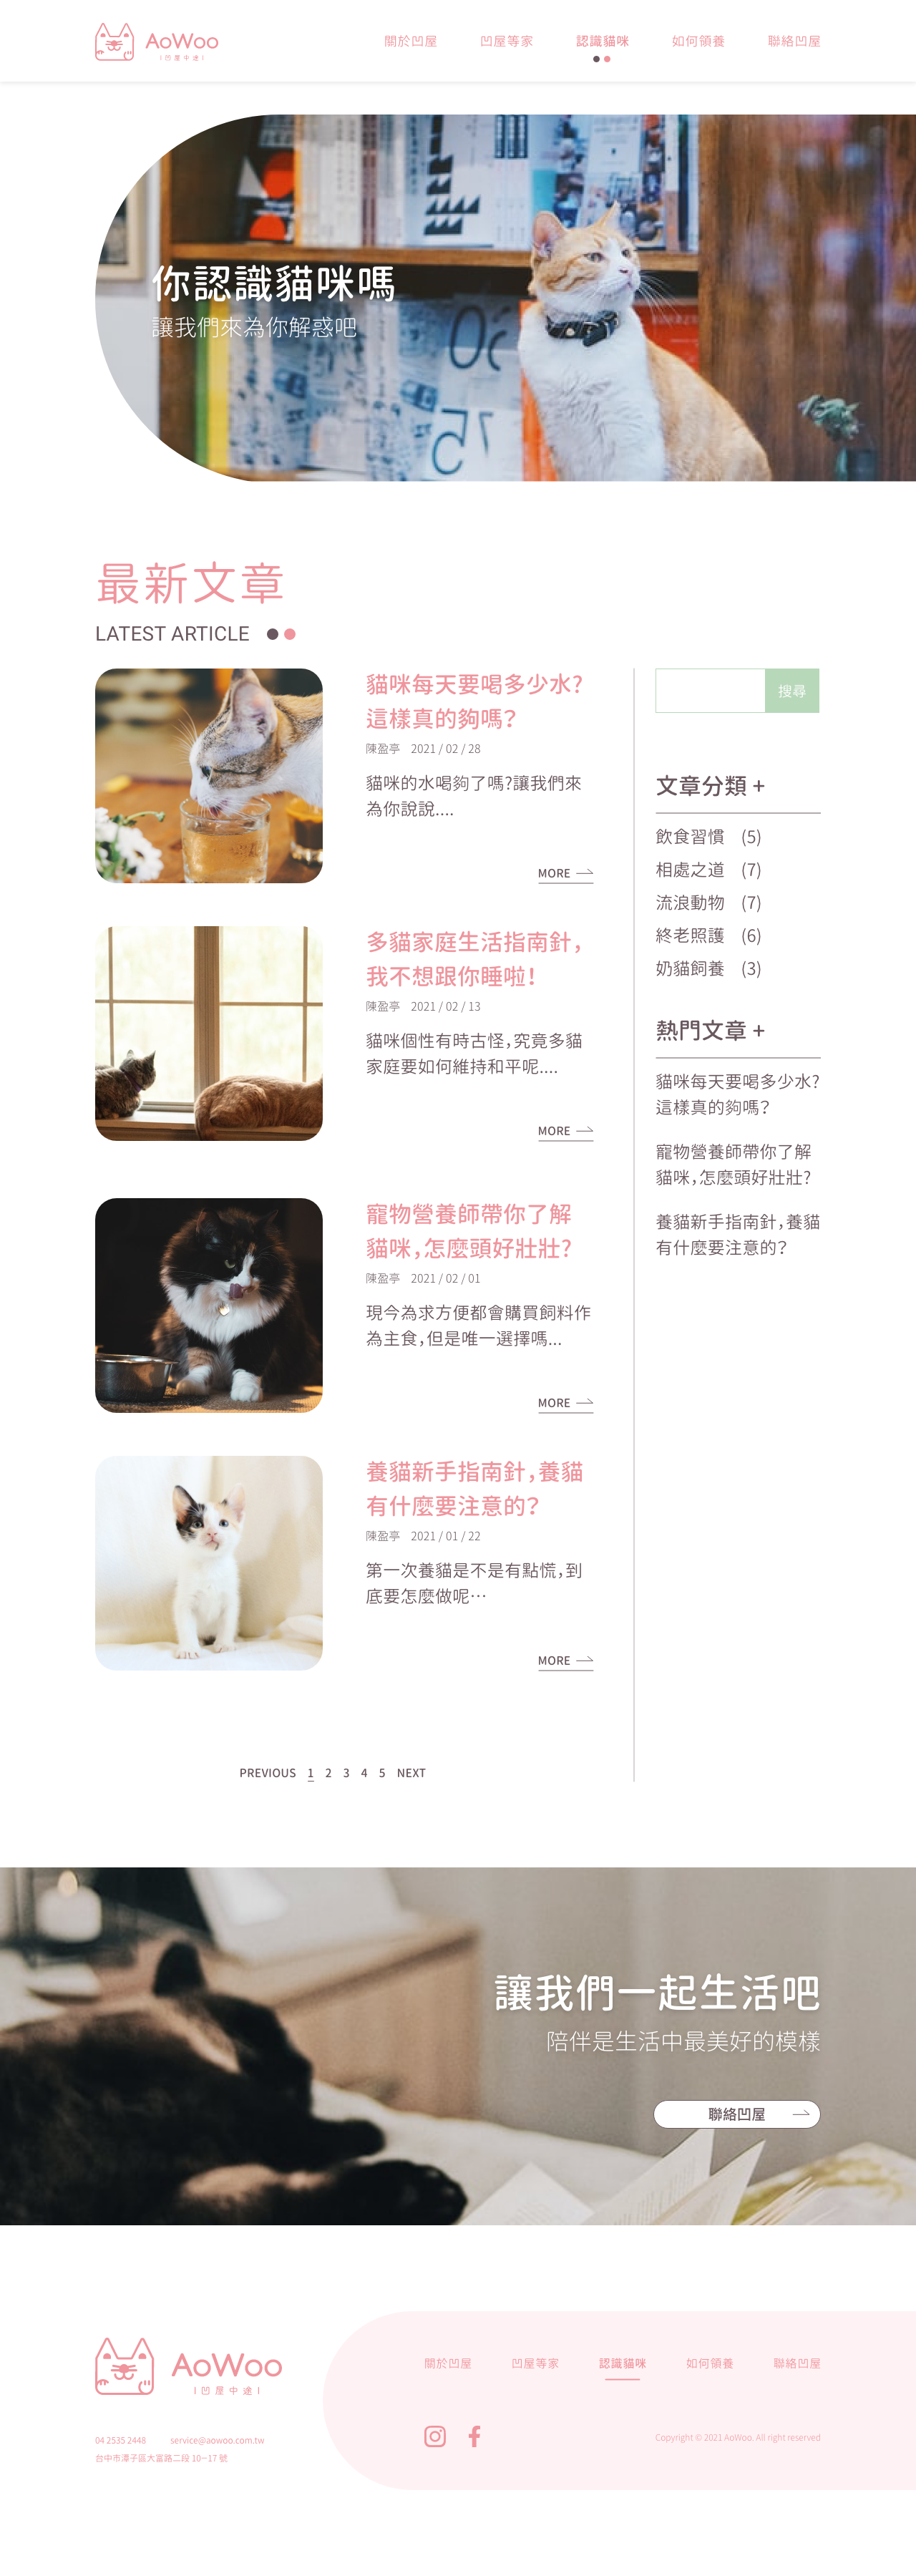 AoWoo
凹屋中途
關於凹屋
凹屋等家
認識貓咪
如何領養
聯絡凹屋
你認識貓咪嗎
讓我們來為你解惑吧
最新文章
LATEST ARTICLE
貓咪每天要喝多少水?
這樣真的夠嗎?
陳盈亭 2021 / 02 / 28
貓咪的水喝夠了嗎?讓我們來
為你說說....
MORE
多貓家庭生活指南針,
我不想跟你睡啦!
陳盈亭 2021 / 02 / 13
貓咪個性有時古怪,究竟多貓
家庭要如何維持和平呢....
MORE
寵物營養師帶你了解
貓咪,怎麼頭好壯壯?
陳盈亭 2021 / 02 / 01
現今為求方便都會購買飼料作
為主食,但是唯一選擇嗎...
MORE
養貓新手指南針,養貓
有什麼要注意的?
陳盈亭 2021 / 01 / 22
第一次養貓是不是有點慌,到
底要怎麼做呢…
MORE
PREVIOUS 1 2 3 4 5 NEXT
搜尋
文章分類 +
飲食習慣 (5)
相處之道 (7)
流浪動物 (7)
終老照護 (6)
奶貓飼養 (3)
熱門文章 +
貓咪每天要喝多少水?
這樣真的夠嗎?
寵物營養師帶你了解
貓咪,怎麼頭好壯壯?
養貓新手指南針,養貓
有什麼要注意的?
讓我們一起生活吧
陪伴是生活中最美好的模樣
聯絡凹屋
AoWoo
凹屋中途
04 2535 2448 service@aowoo.com.tw
台中市潭子區大富路二段 10–17 號
關於凹屋
凹屋等家
認識貓咪
如何領養
聯絡凹屋
Copyright © 2021 AoWoo. All right reserved